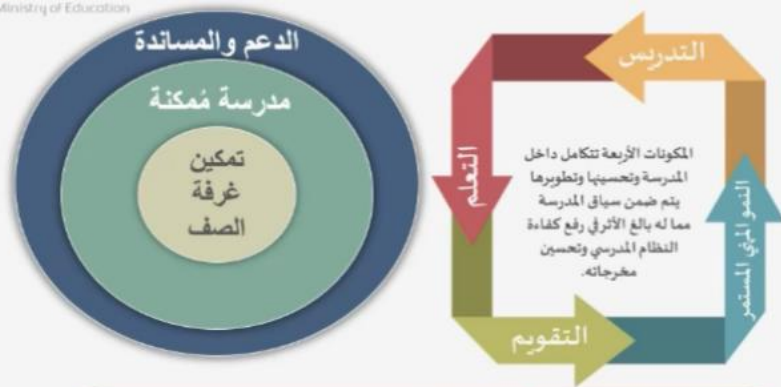 Ministry of Education
الدعم والمساندة
مدرسة مُمكنة
تمكين
غرفة
الصف
التدريس
التعلم
المكونات الأربعة تتكامل داخل
المدرسة وتحسينها وتطويرها
يتم ضمن سياق المدرسة
مما له بالغ الأثر في رفع كفاءة
النظام المدرسي وتحسين
مخرجاته.
النمو المهني المستمر
التقويم